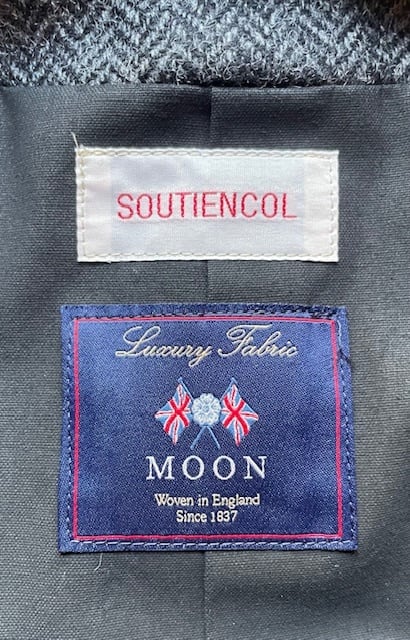 SOUTIENCOL
Luxury Fabric
MOON
Woven in England
Since 1837